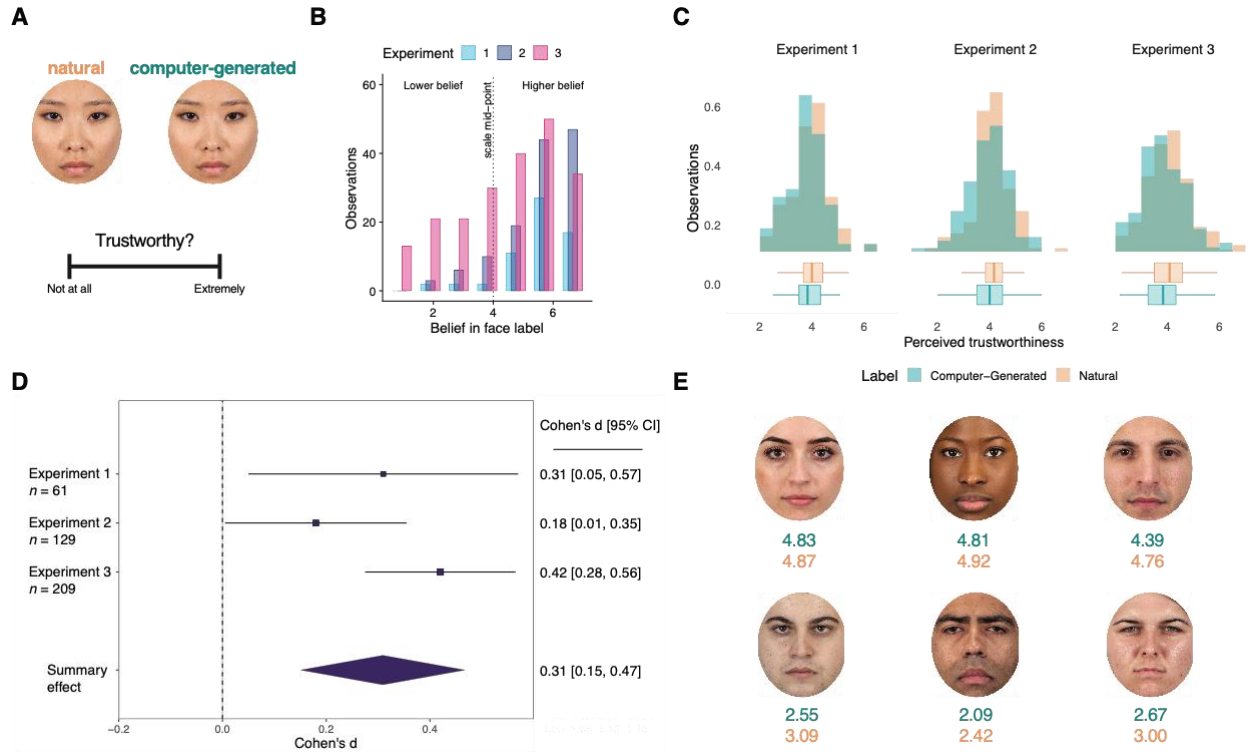 A
natural computer-generated
Trustworthy?
Not at all Extremely
B
Experiment 1 2 3
Lower belief Higher belief
scale mid-point
60
40
20
0
Observations
2 4 6
Belief in face label
C
Experiment 1 Experiment 2 Experiment 3
0.6
0.4
0.2
0.0
Observations
2 4 6 2 4 6 2 4 6
Perceived trustworthiness
Label Computer-Generated Natural
D
Cohen's d [95% CI]
Experiment 1 0.31 [0.05, 0.57]
n = 61
Experiment 2 0.18 [0.01, 0.35]
n = 129
Experiment 3 0.42 [0.28, 0.56]
n = 209
Summary 0.31 [0.15, 0.47]
effect
-0.2 0.0 0.2 0.4
Cohen's d
E
4.83 4.81 4.39
4.87 4.92 4.76
2.55 2.09 2.67
3.09 2.42 3.00